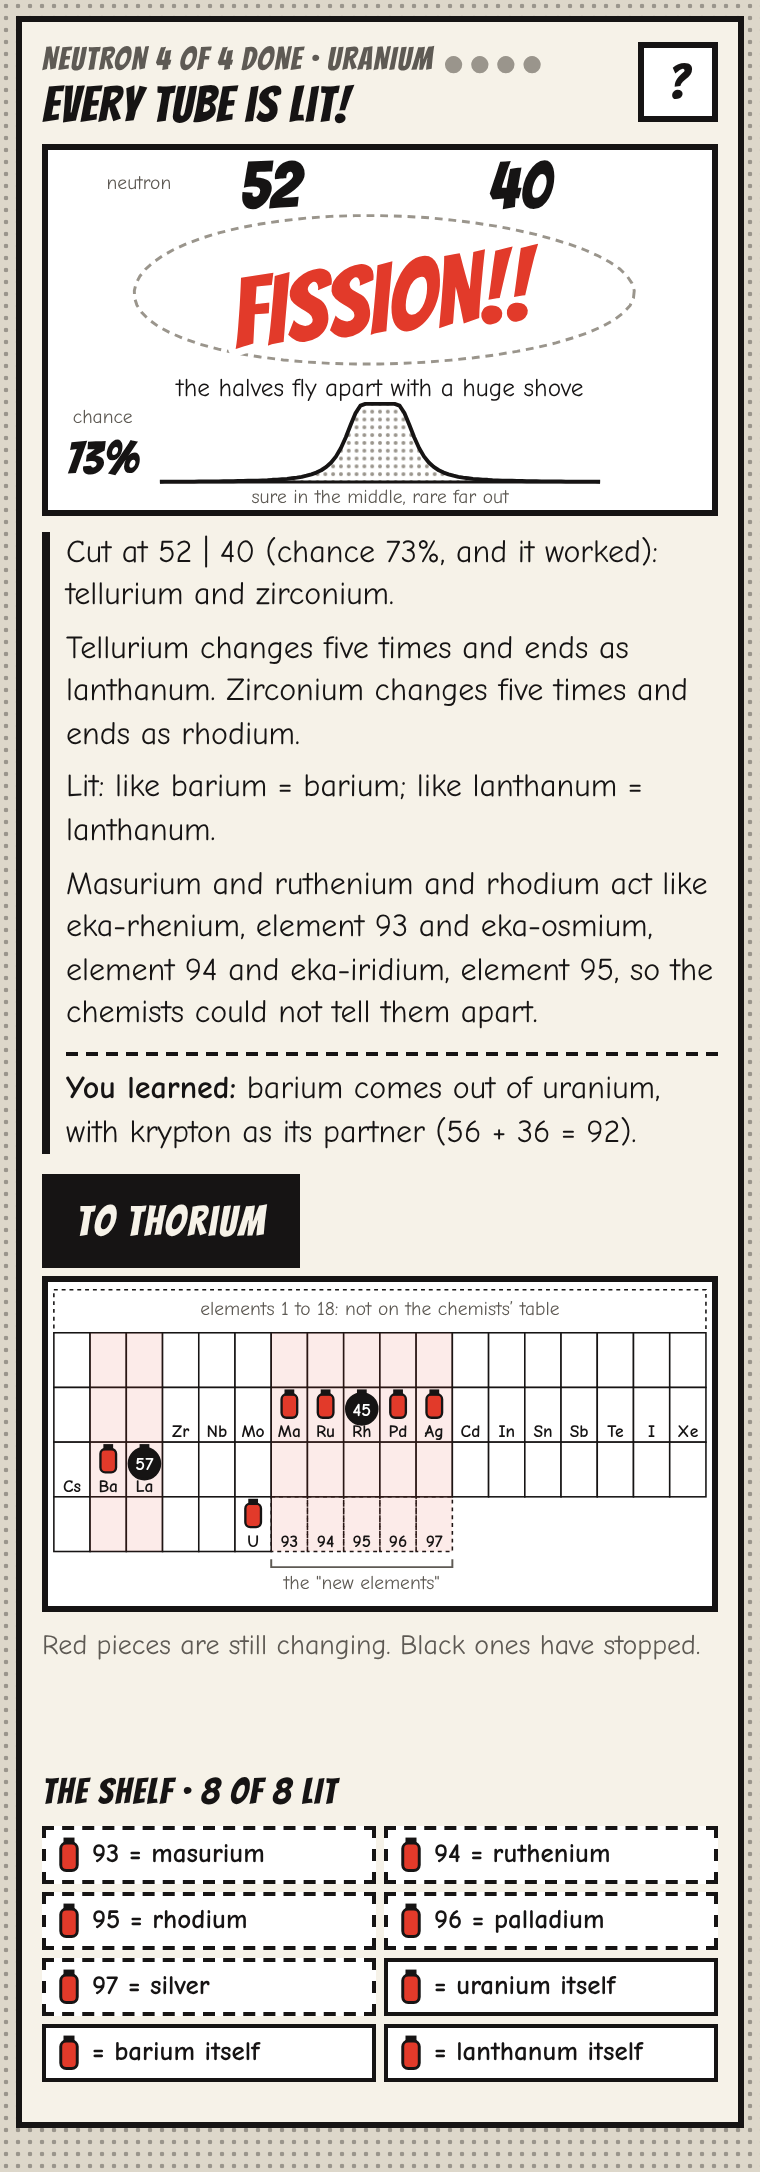 NEUTRON 4 OF 4 DONE · URANIUM
EVERY TUBE IS LIT!
?
neutron
52
40
FISSION!!
the halves fly apart with a huge shove
chance
73%
sure in the middle, rare far out
Cut at 52 | 40 (chance 73%, and it worked):
tellurium and zirconium.
Tellurium changes five times and ends as
lanthanum. Zirconium changes five times and
ends as rhodium.
Lit: like barium = barium; like lanthanum =
lanthanum.
Masurium and ruthenium and rhodium act like
eka-rhenium, element 93 and eka-osmium,
element 94 and eka-iridium, element 95, so the
chemists could not tell them apart.
You learned: barium comes out of uranium,
with krypton as its partner (56 + 36 = 92).
TO THORIUM
elements 1 to 18: not on the chemists' table
45
Zr Nb Mo Ma Ru Rh Pd Ag Cd In Sn Sb Te I Xe
57
Cs Ba La
U 93 94 95 96 97
the "new elements"
Red pieces are still changing. Black ones have stopped.
THE SHELF · 8 OF 8 LIT
93 = masurium
94 = ruthenium
95 = rhodium
96 = palladium
97 = silver
= uranium itself
= barium itself
= lanthanum itself